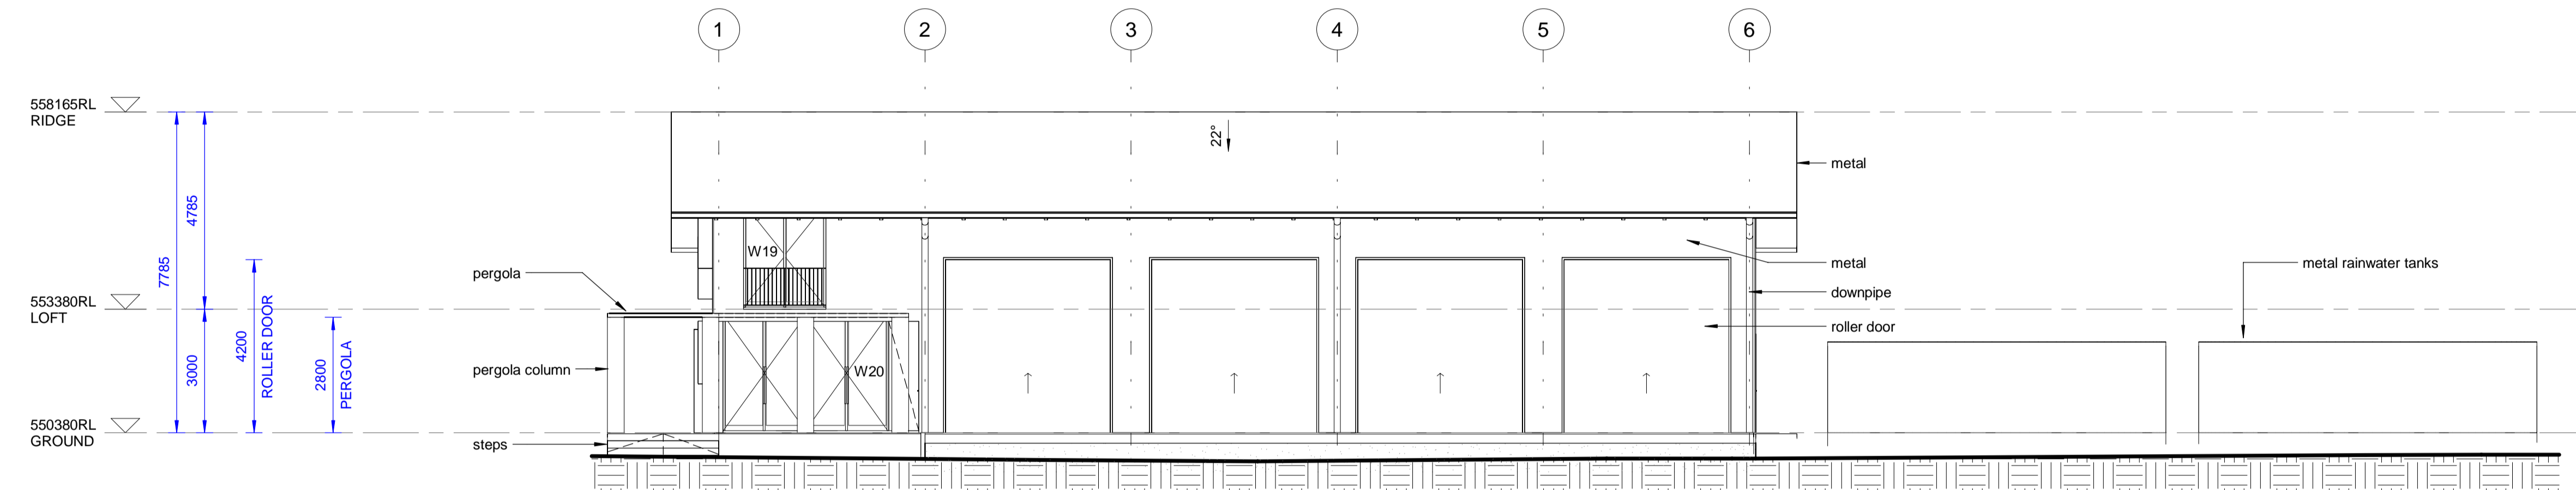 1
2
3
4
5
6
558165RL
RIDGE
22°
metal
4785
7785
W19
metal
metal rainwater tanks
pergola
downpipe
553380RL
LOFT
roller door
4200
ROLLER DOOR
3000
2800
PERGOLA
pergola column
W20
550380RL
GROUND
steps